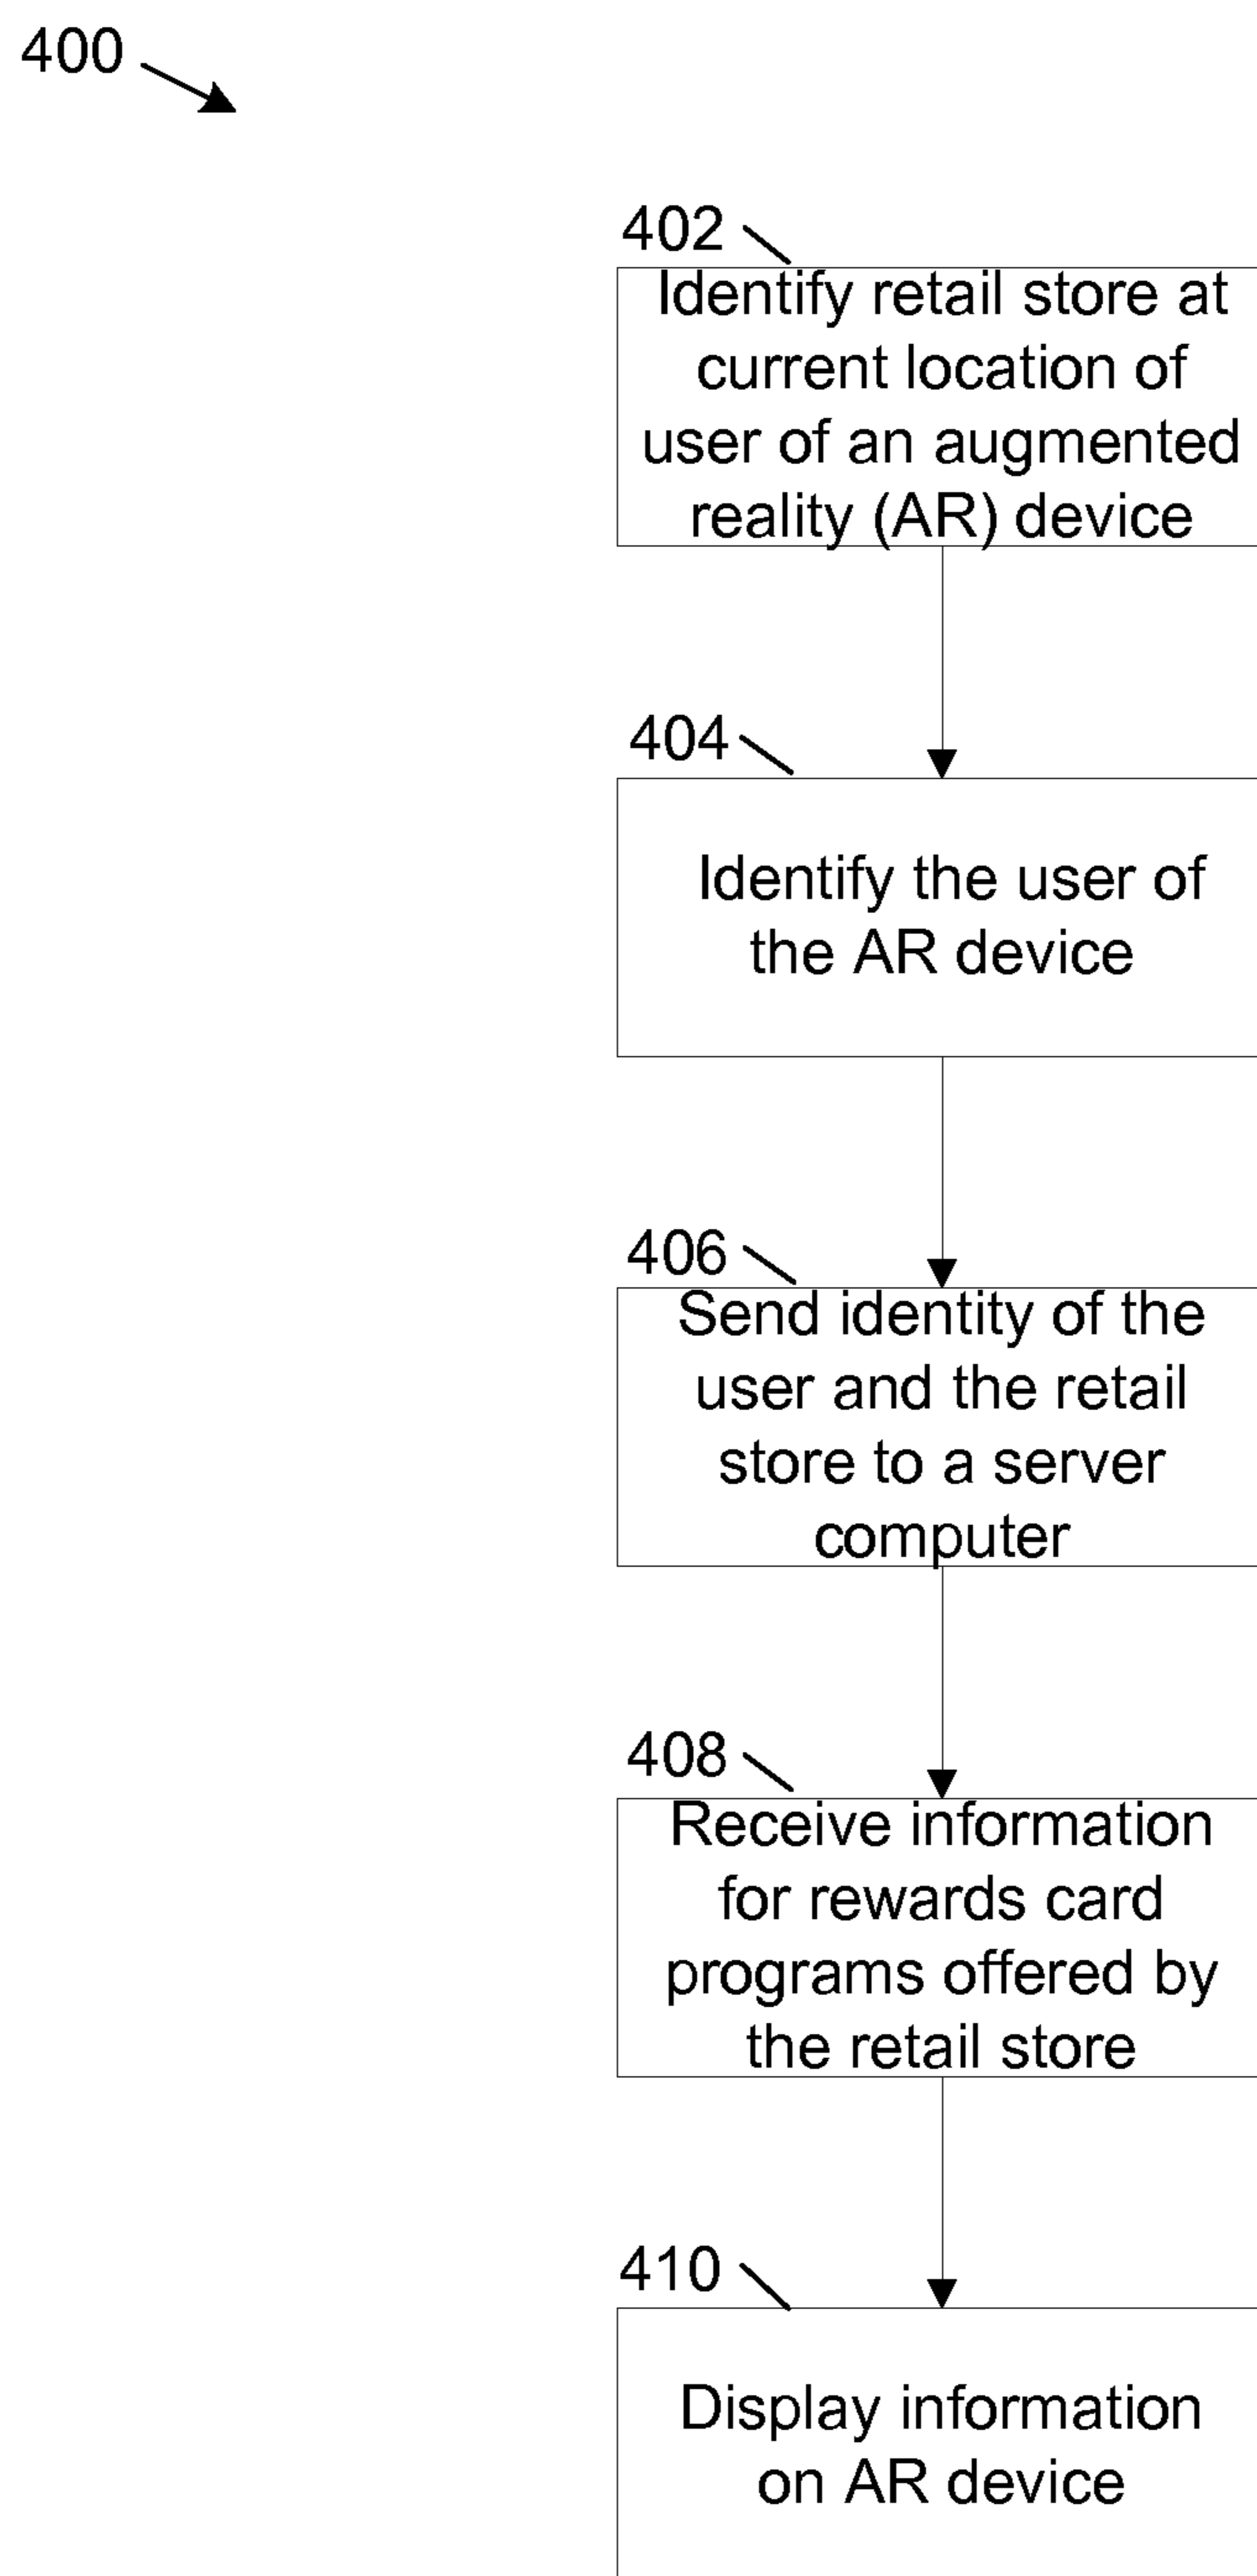 400
402
Identify retail store at
current location of
user of an augmented
reality (AR) device
404
Identify the user of
the AR device
406
Send identity of the
user and the retail
store to a server
computer
408
Receive information
for rewards card
programs offered by
the retail store
410
Display information
on AR device